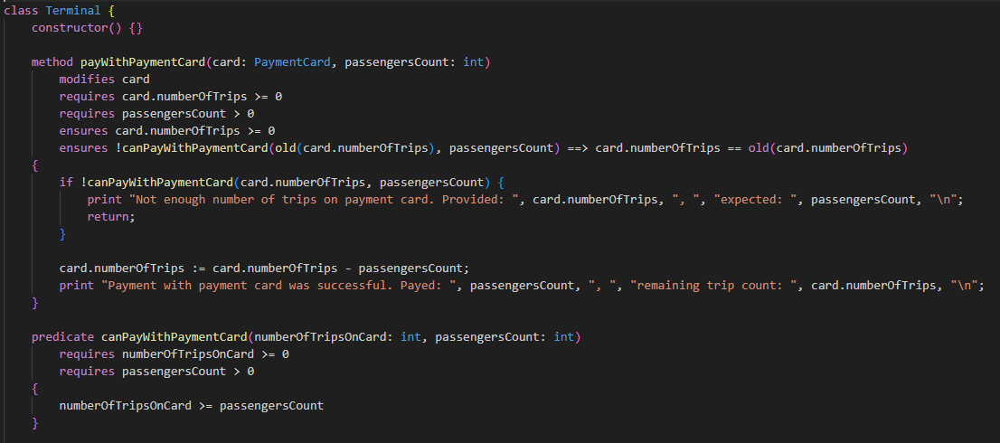 class Terminal {
    constructor() {}

    method payWithPaymentCard(card: PaymentCard, passengersCount: int)
        modifies card
        requires card.numberOfTrips >= 0
        requires passengersCount > 0
        ensures card.numberOfTrips >= 0
        ensures !canPayWithPaymentCard(old(card.numberOfTrips), passengersCount) ==> card.numberOfTrips == old(card.numberOfTrips)
    {
        if !canPayWithPaymentCard(card.numberOfTrips, passengersCount) {
            print "Not enough number of trips on payment card. Provided: ", card.numberOfTrips, ", ", "expected: ", passengersCount, "\n";
            return;
        }

        card.numberOfTrips := card.numberOfTrips - passengersCount;
        print "Payment with payment card was successful. Payed: ", passengersCount, ", ", "remaining trip count: ", card.numberOfTrips, "\n";
    }

    predicate canPayWithPaymentCard(numberOfTripsOnCard: int, passengersCount: int)
        requires numberOfTripsOnCard >= 0
        requires passengersCount > 0
    {
        numberOfTripsOnCard >= passengersCount
    }